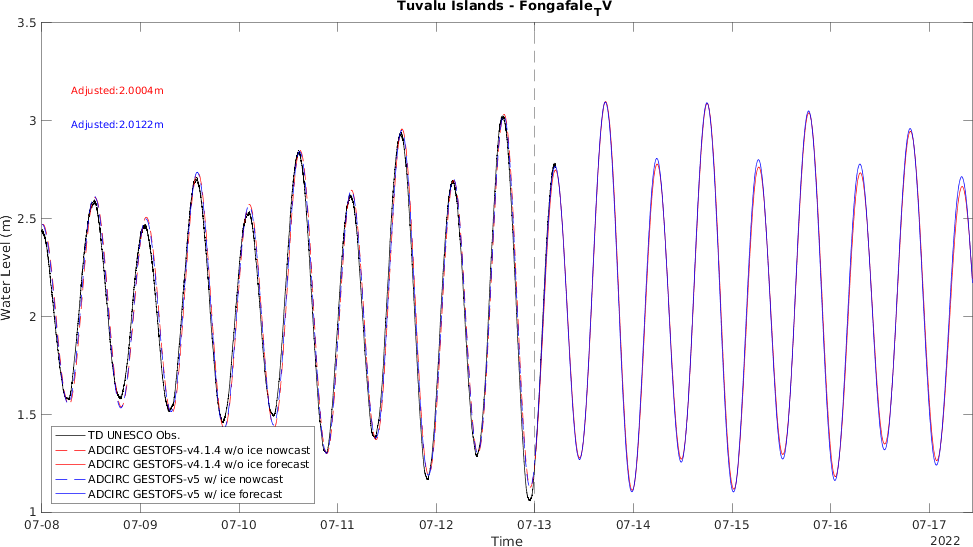 Tuvalu Islands - Fongafale_TV
Adjusted:2.0004m
Adjusted:2.0122m
3.5
3
2.5
2
1.5
1
Water Level (m)
TD UNESCO Obs.
ADCIRC GESTOFS-v4.1.4 w/o ice nowcast
ADCIRC GESTOFS-v4.1.4 w/o ice forecast
ADCIRC GESTOFS-v5 w/ ice nowcast
ADCIRC GESTOFS-v5 w/ ice forecast
07-08 07-09 07-10 07-11 07-12 07-13 07-14 07-15 07-16 07-17
Time
2022